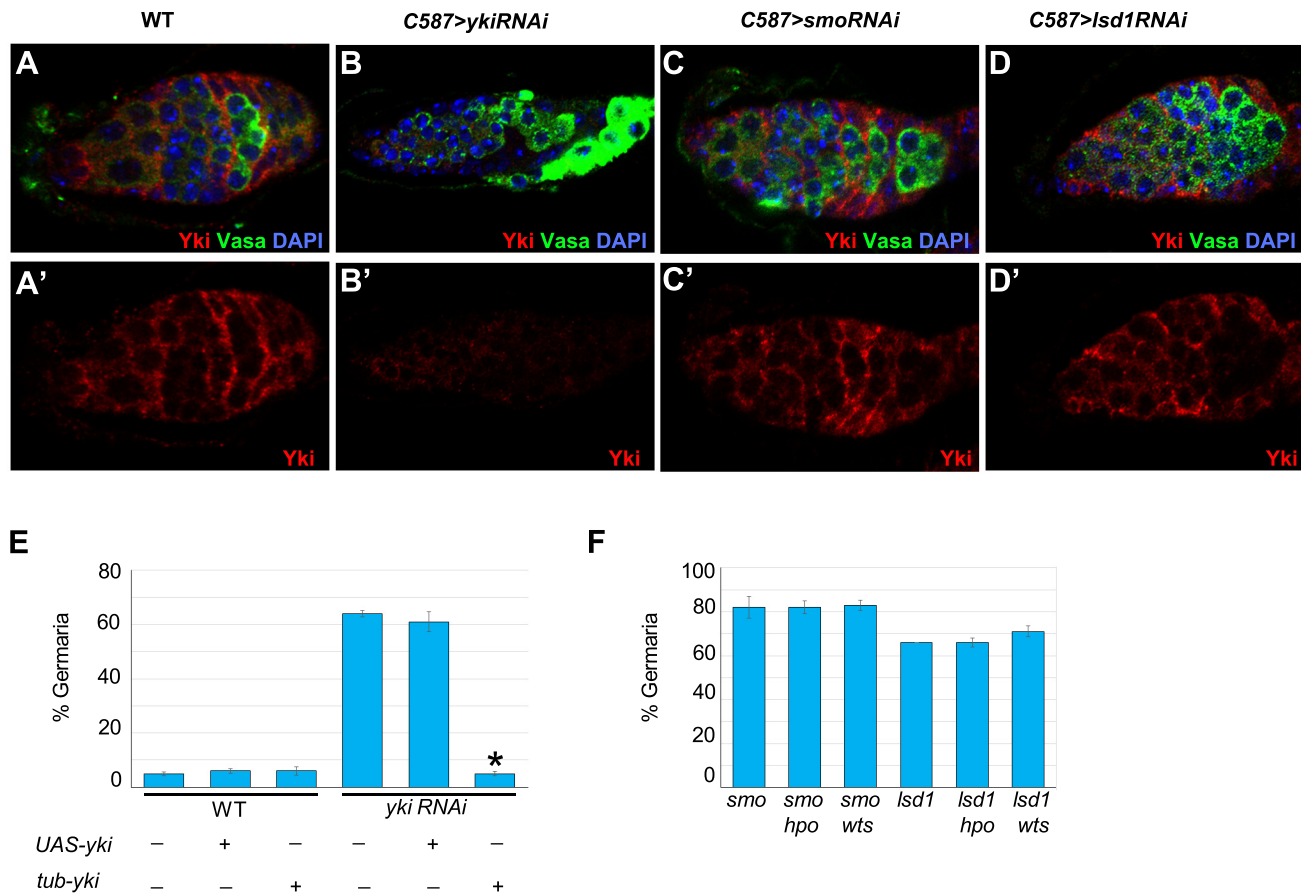 WT C587>ykiRNAi C587>smoRNAi C587>lsd1RNAi
A B C D
Yki Vasa DAPI Yki Vasa DAPI Yki Vasa DAPI Yki Vasa DAPI
A’ B’ C’ D’
Yki Yki Yki Yki
E
% Germaria
80
60
40
20
0
*
WT yki RNAi
UAS-yki – + – – + –
tub-yki – – + – – +
F
% Germaria
100
80
60
40
20
0
smo smo smo lsd1 lsd1 lsd1
hpo wts hpo wts